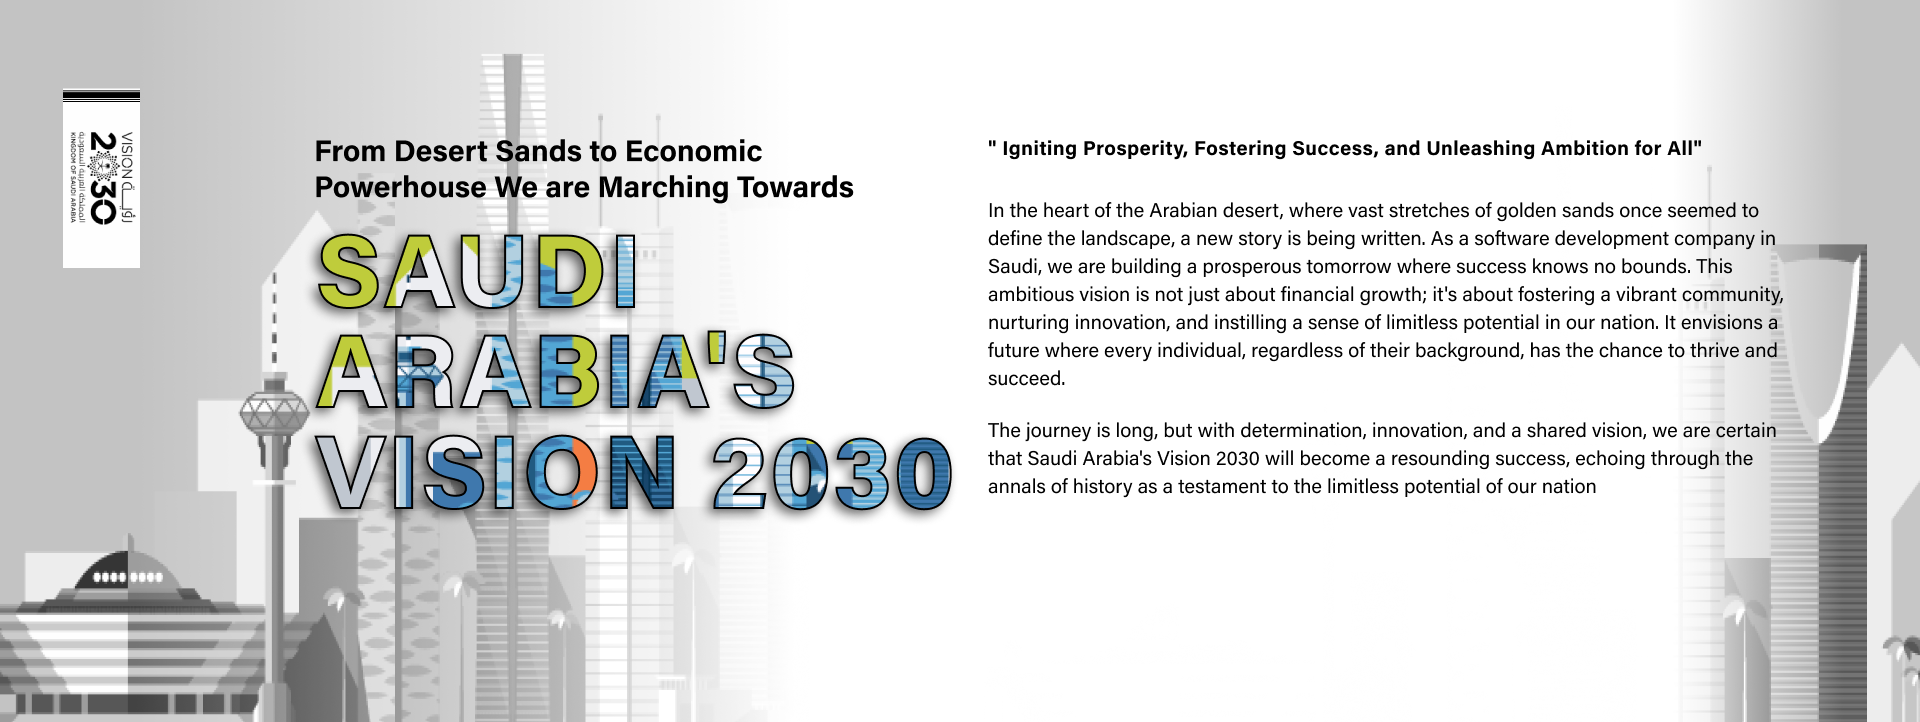 VISION رؤيــــة
2030
المملكة العربية السعودية
KINGDOM OF SAUDI ARABIA
From Desert Sands to Economic
Powerhouse We are Marching Towards
SAUDI
ARABIA'S
VISION 2030
" Igniting Prosperity, Fostering Success, and Unleashing Ambition for All"
In the heart of the Arabian desert, where vast stretches of golden sands once seemed to
define the landscape, a new story is being written. As a software development company in
Saudi, we are building a prosperous tomorrow where success knows no bounds. This
ambitious vision is not just about financial growth; it's about fostering a vibrant community,
nurturing innovation, and instilling a sense of limitless potential in our nation. It envisions a
future where every individual, regardless of their background, has the chance to thrive and
succeed.
The journey is long, but with determination, innovation, and a shared vision, we are certain
that Saudi Arabia's Vision 2030 will become a resounding success, echoing through the
annals of history as a testament to the limitless potential of our nation